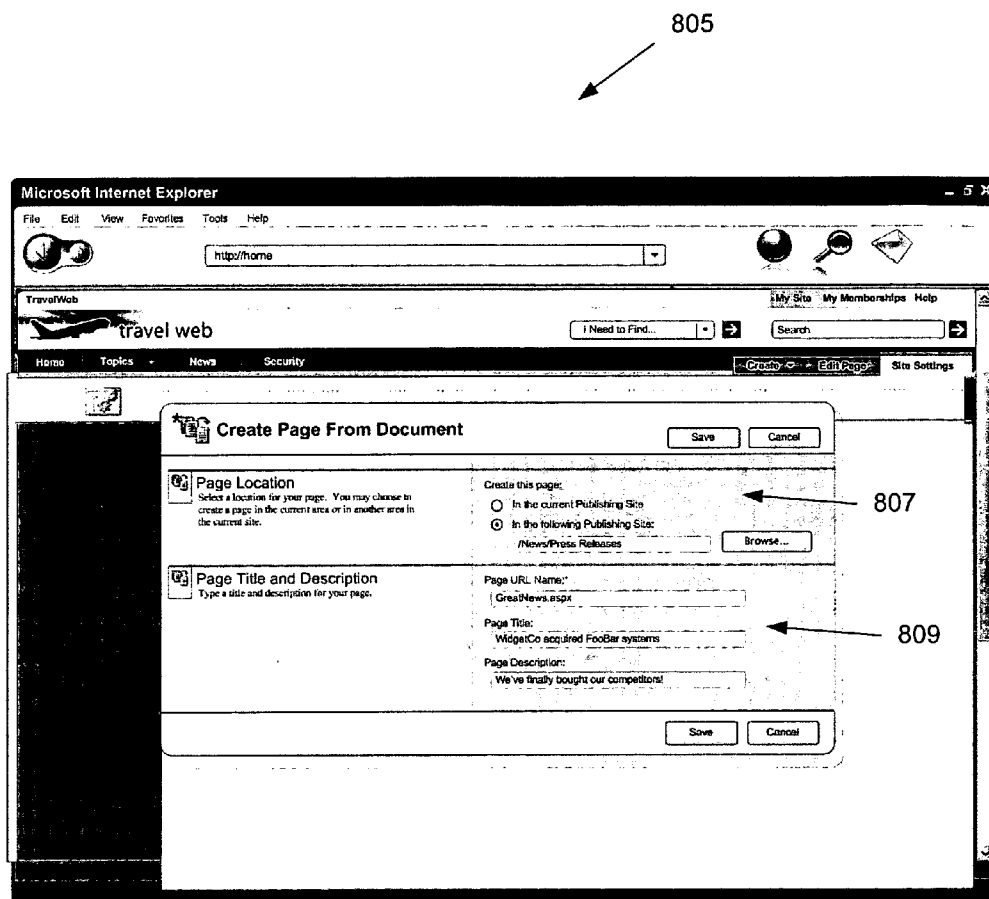 805
Microsoft Internet Explorer
File Edit View Favorites Tools Help
http://home
TravelWeb
My Site My Memberships Help
travel web
I Need to Find...
Search
Home Topics News Security
Create Edit Page Site Settings
Create Page From Document
Save Cancel
Page Location
Select a location for your page. You may choose to
create a page in the current area or in another area in
the current site.
Create this page:
In the current Publishing Site
In the following Publishing Site:
/News/Press Releases
Browse...
807
Page Title and Description
Type a title and description for your page.
Page URL Name:*
GreatNews.aspx
Page Title:
WidgetCo acquired FooBar systems
809
Page Description:
We've finally bought our competitors!
Save Cancel